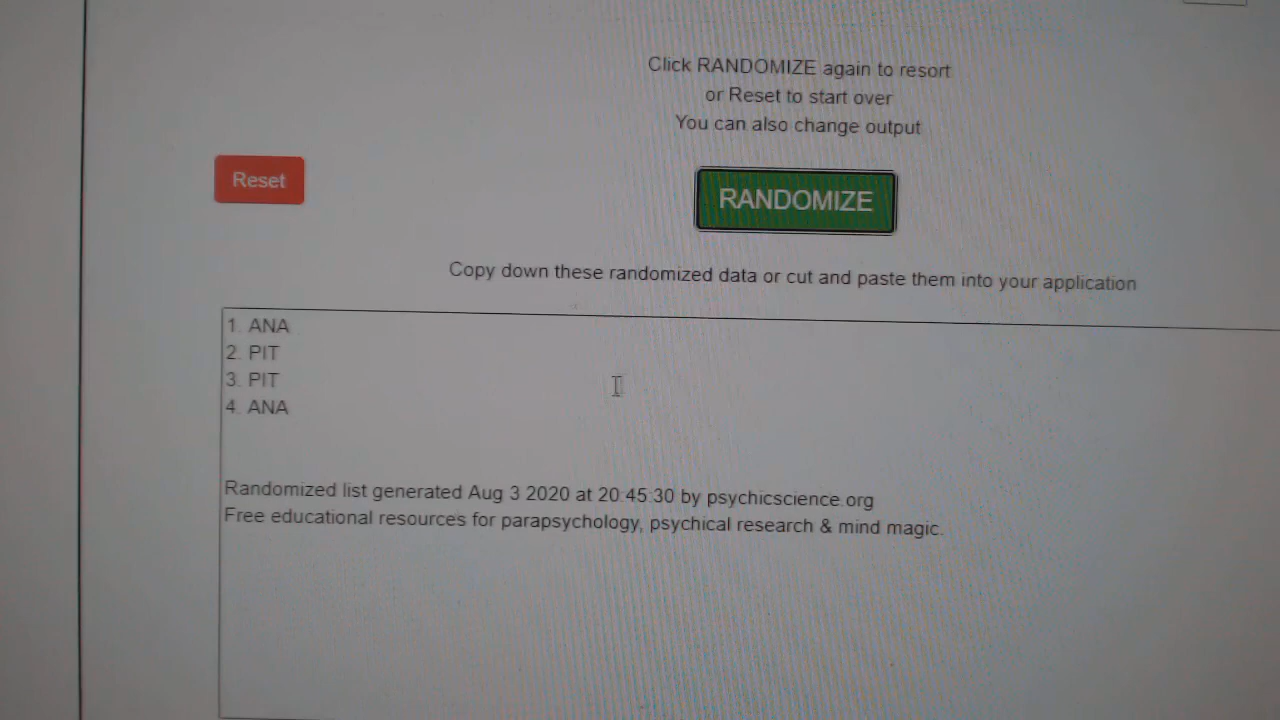 Click RANDOMIZE again to resort
or Reset to start over
You can also change output
Reset
RANDOMIZE
Copy down these randomized data or cut and paste them into your application
1. ANA
2. PIT
3. PIT
4. ANA
Randomized list generated Aug 3 2020 at 20:45:30 by psychicscience.org
Free educational resources for parapsychology, psychical research & mind magic.